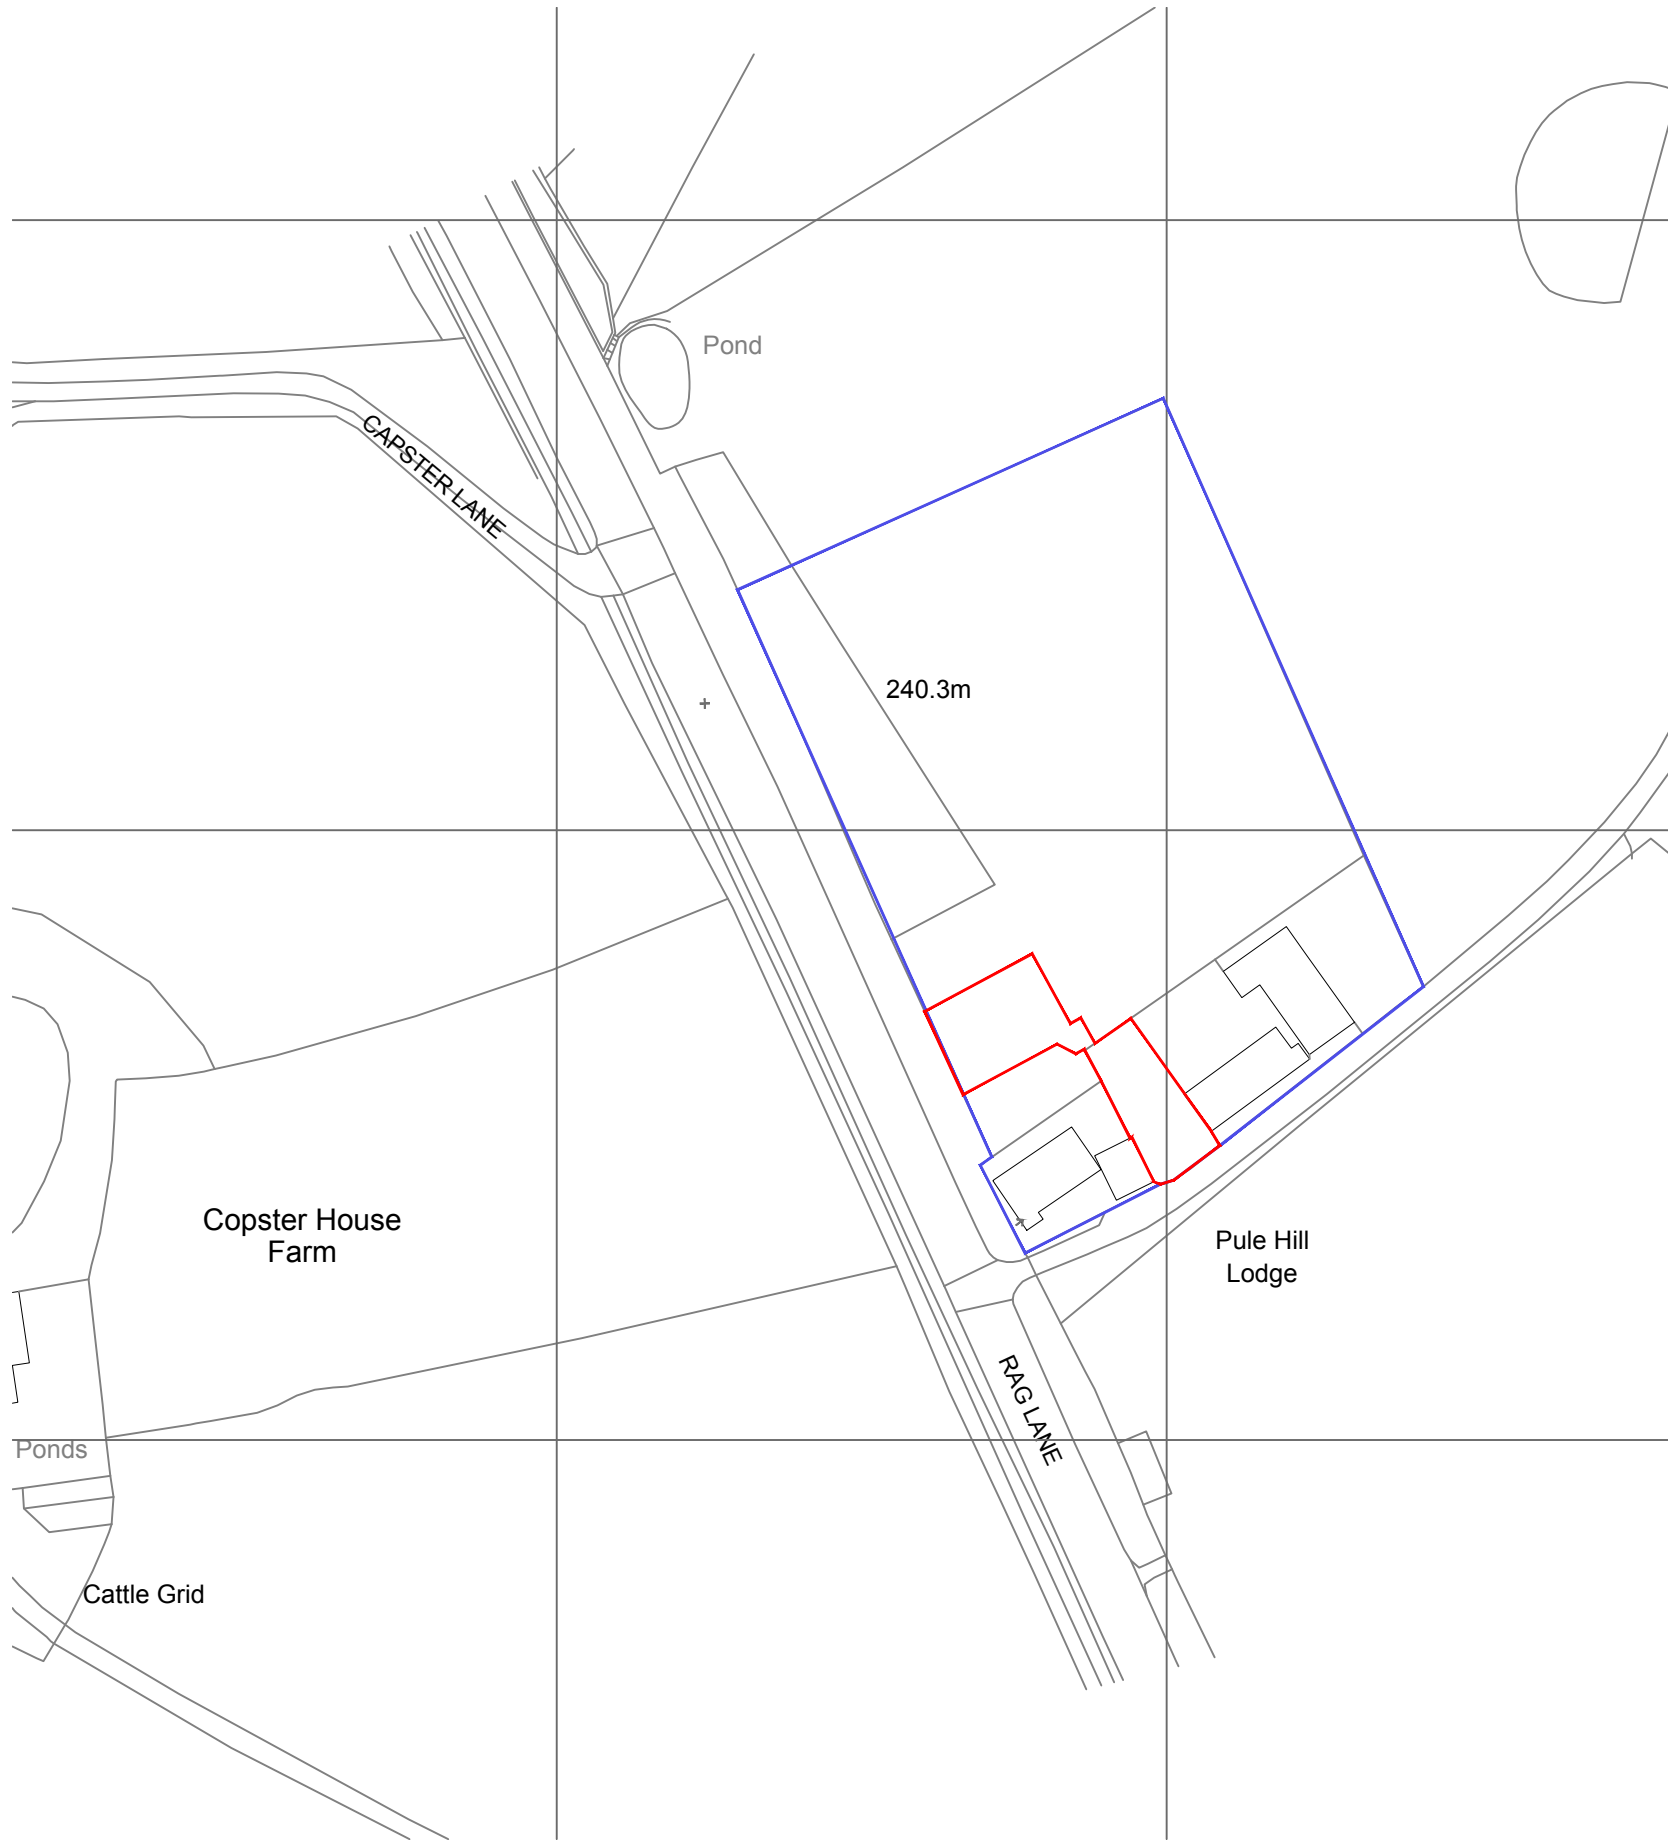 Pond
CAPSTER LANE
240.3m
Copster House
Farm
Pule Hill
Lodge
RAG LANE
Ponds
Cattle Grid